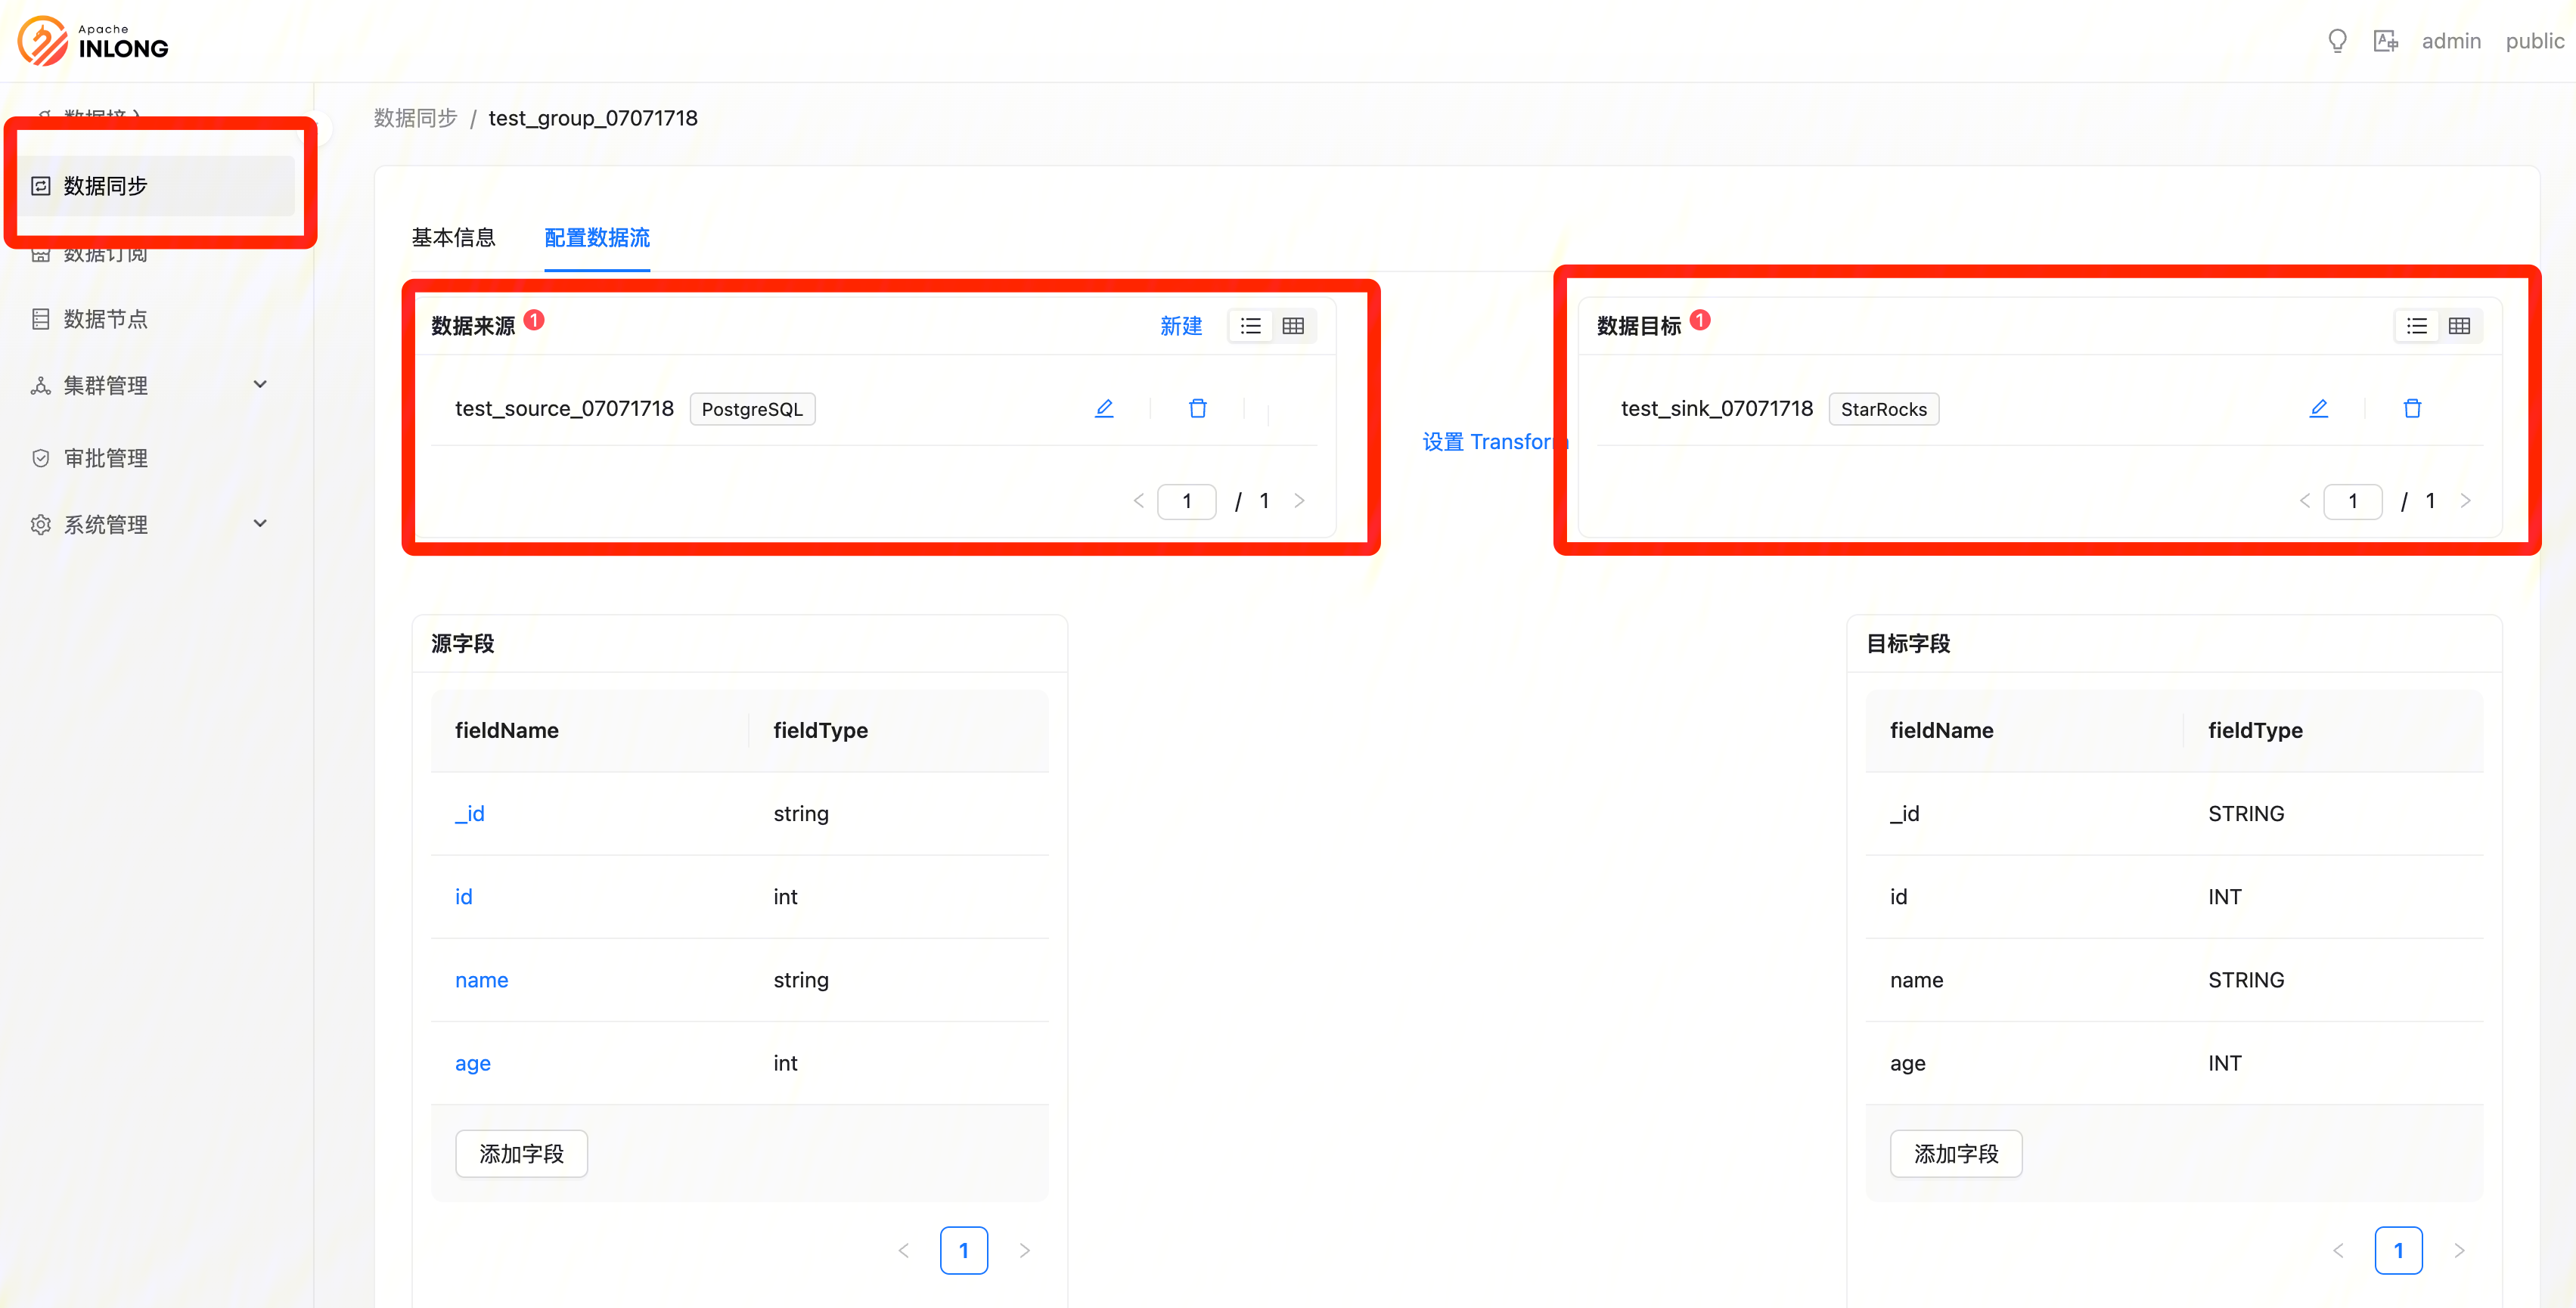 Apache
INLONG
admin public
数据接入
数据同步 / test_group_07071718
数据同步
数据订阅
数据节点
集群管理
审批管理
系统管理
基本信息 配置数据流
数据来源 1 新建
test_source_07071718 PostgreSQL
1 / 1
设置 Transform
数据目标 1
test_sink_07071718 StarRocks
1 / 1
源字段
fieldName fieldType
_id string
id int
name string
age int
添加字段
1
目标字段
fieldName fieldType
_id STRING
id INT
name STRING
age INT
添加字段
1